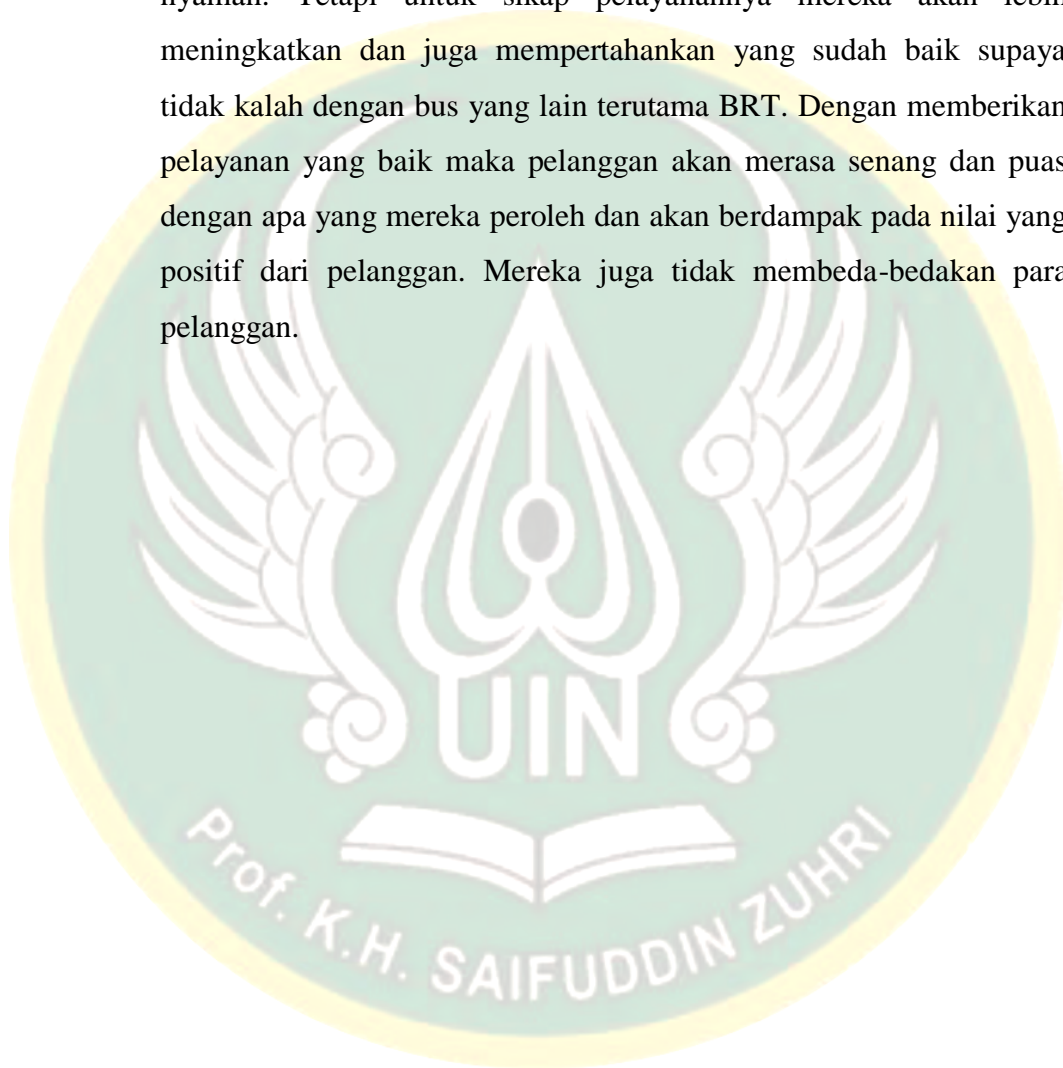 nyaman. Tetapi untuk sikap pelayanannya mereka akan lebih
meningkatkan dan juga mempertahankan yang sudah baik supaya
tidak kalah dengan bus yang lain terutama BRT. Dengan memberikan
pelayanan yang baik maka pelanggan akan merasa senang dan puas
dengan apa yang mereka peroleh dan akan berdampak pada nilai yang
positif dari pelanggan. Mereka juga tidak membeda-bedakan para
pelanggan.
UIN
Prof. K.H. SAIFUDDIN ZUHRI